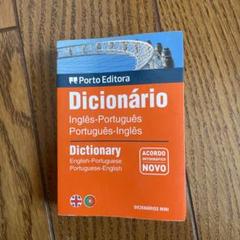 Porto Editora
Dicionário
Inglês-Português
Português-Inglês
Dictionary
English-Portuguese
Portuguese-English
ACORDO
ORTOGRÁFICO
NOVO
DICIONÁRIOS MINI